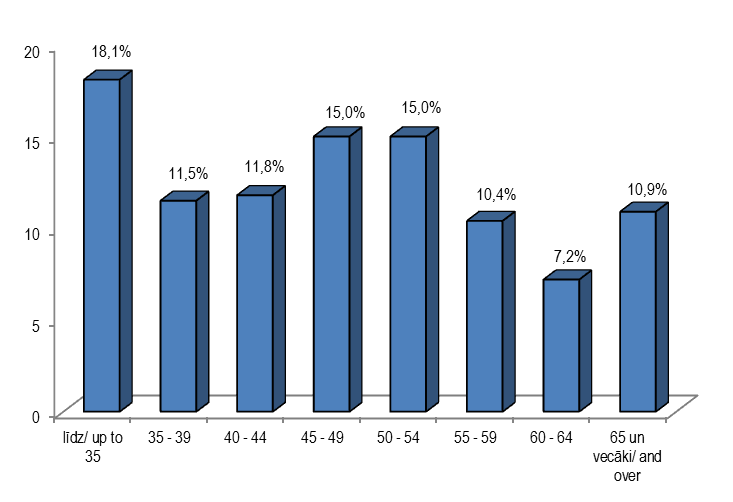 20
15
10
5
0
18,1%
11,5%
11,8%
15,0%
15,0%
10,4%
7,2%
10,9%
līdz/ up to
35
35 - 39
40 - 44
45 - 49
50 - 54
55 - 59
60 - 64
65 un
vecāki/ and
over